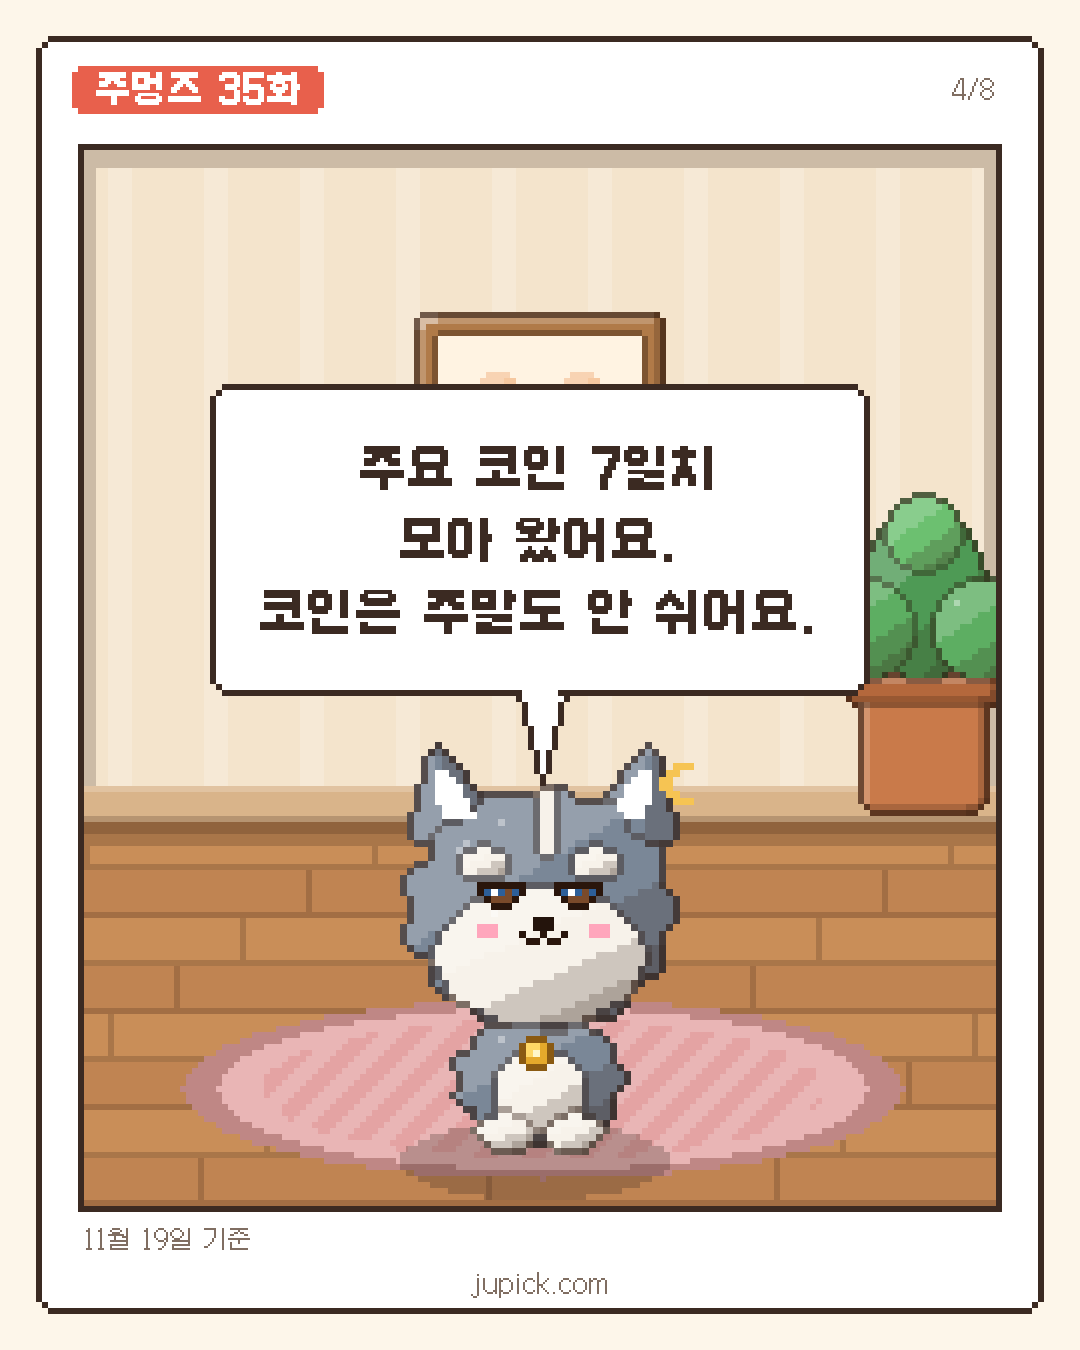 주멍즈 35화
4/8
주요 코인 7일치
모아 왔어요.
코인은 주말도 안 쉬어요.
11월 19일 기준
jupick.com